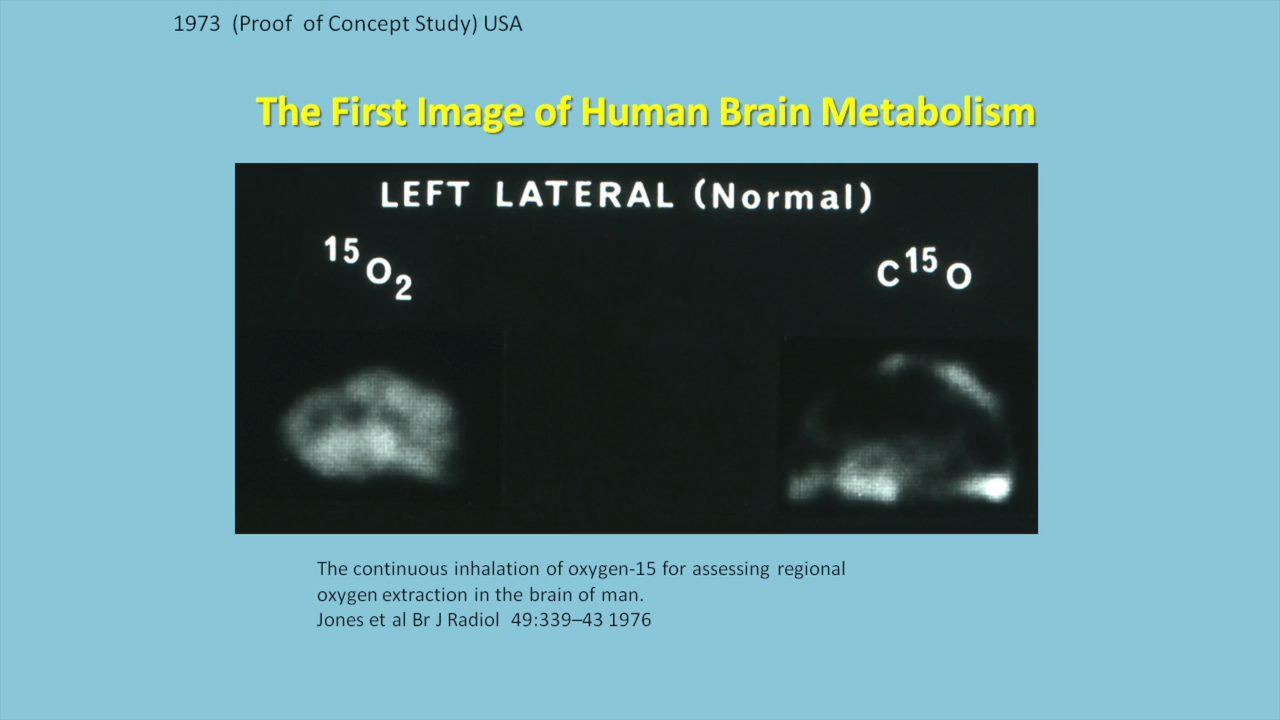 1973 (Proof of Concept Study) USA
The First Image of Human Brain Metabolism
LEFT LATERAL (Normal)
¹⁵O₂
C¹⁵O
The continuous inhalation of oxygen-15 for assessing regional
oxygen extraction in the brain of man.
Jones et al Br J Radiol 49:339–43 1976